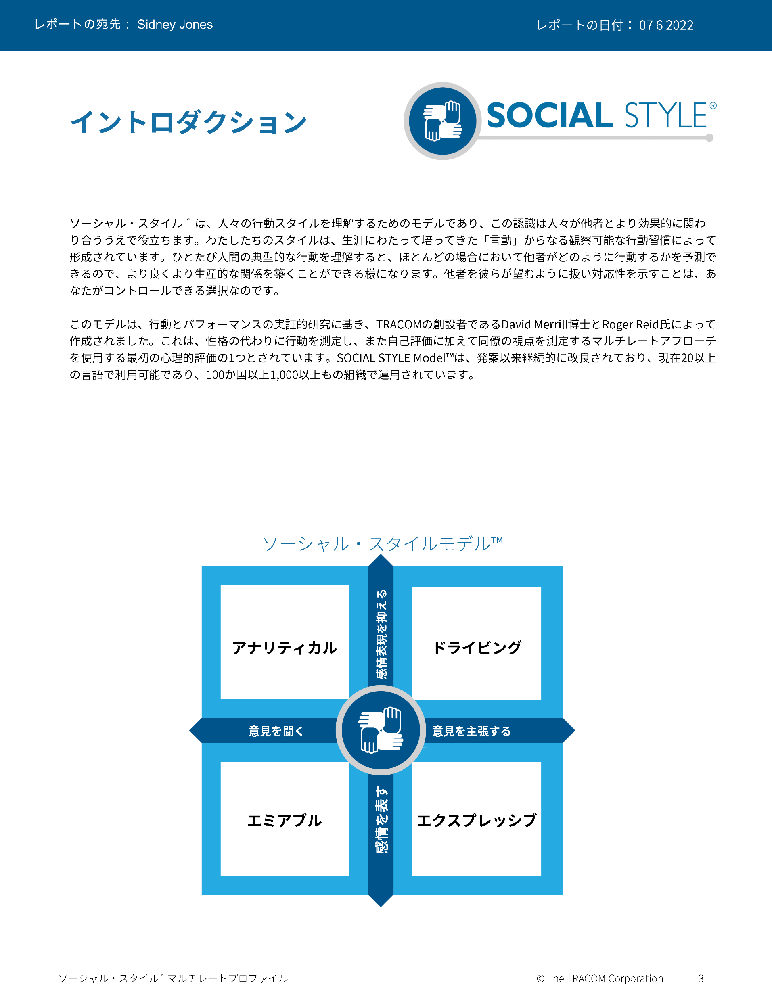 レポートの宛先： Sidney Jones
レポートの日付： 07 6 2022
イントロダクション
SOCIAL STYLE®
ソーシャル・スタイル ® は、人々の行動スタイルを理解するためのモデルであり、この認識は人々が他者とより効果的に関わ
り合ううえで役立ちます。わたしたちのスタイルは、生涯にわたって培ってきた「言動」からなる観察可能な行動習慣によって
形成されています。ひとたび人間の典型的な行動を理解すると、ほとんどの場合において他者がどのように行動するかを予測で
きるので、より良くより生産的な関係を築くことができる様になります。他者を彼らが望むように扱い対応性を示すことは、あ
なたがコントロールできる選択なのです。
このモデルは、行動とパフォーマンスの実証的研究に基き、TRACOMの創設者であるDavid Merrill博士とRoger Reid氏によって
作成されました。これは、性格の代わりに行動を測定し、また自己評価に加えて同僚の視点を測定するマルチレートアプローチ
を使用する最初の心理的評価の1つとされています。SOCIAL STYLE Model™は、発案以来継続的に改良されており、現在20以上
の言語で利用可能であり、100か国以上1,000以上もの組織で運用されています。
ソーシャル・スタイルモデル™
感情表現を抑える
アナリティカル
ドライビング
意見を聞く
意見を主張する
エミアブル
エクスプレッシブ
感情を表す
ソーシャル・スタイル® マルチレートプロファイル
© The TRACOM Corporation
3